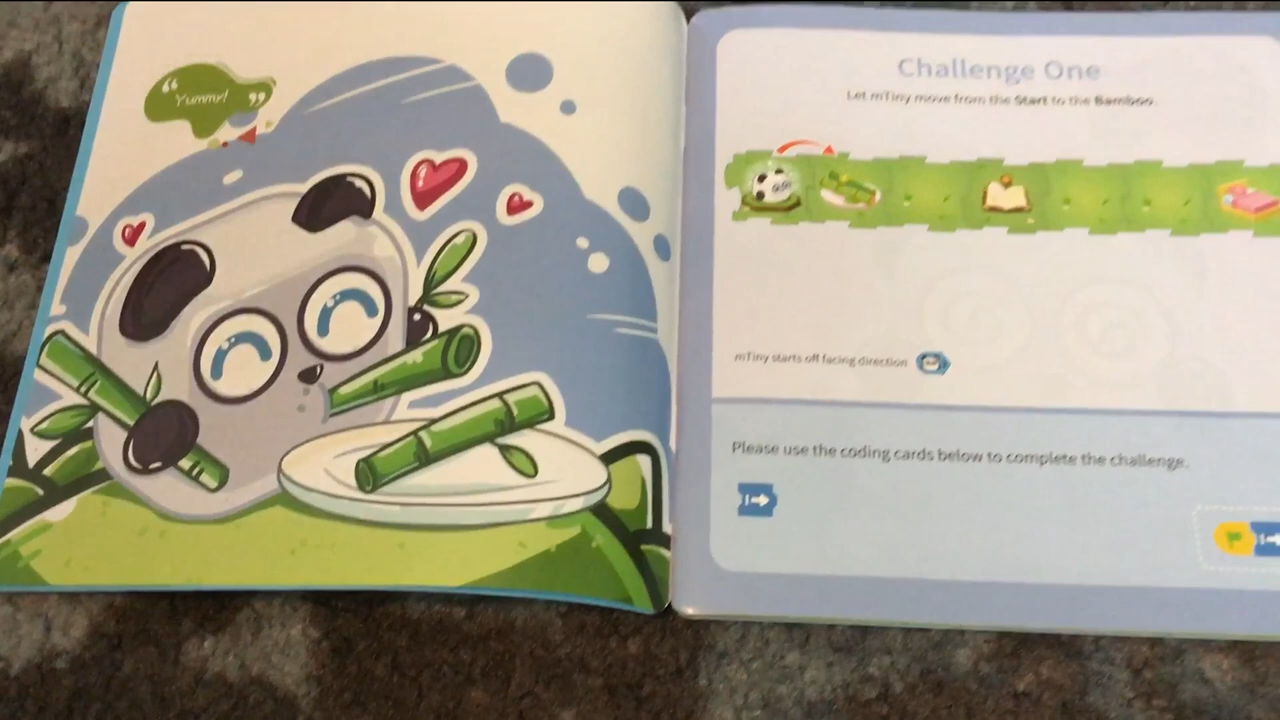 “Yummy!”
Challenge One
Let mTiny move from the Start to the Bamboo.
mTiny starts off facing direction
Please use the coding cards below to complete the challenge.